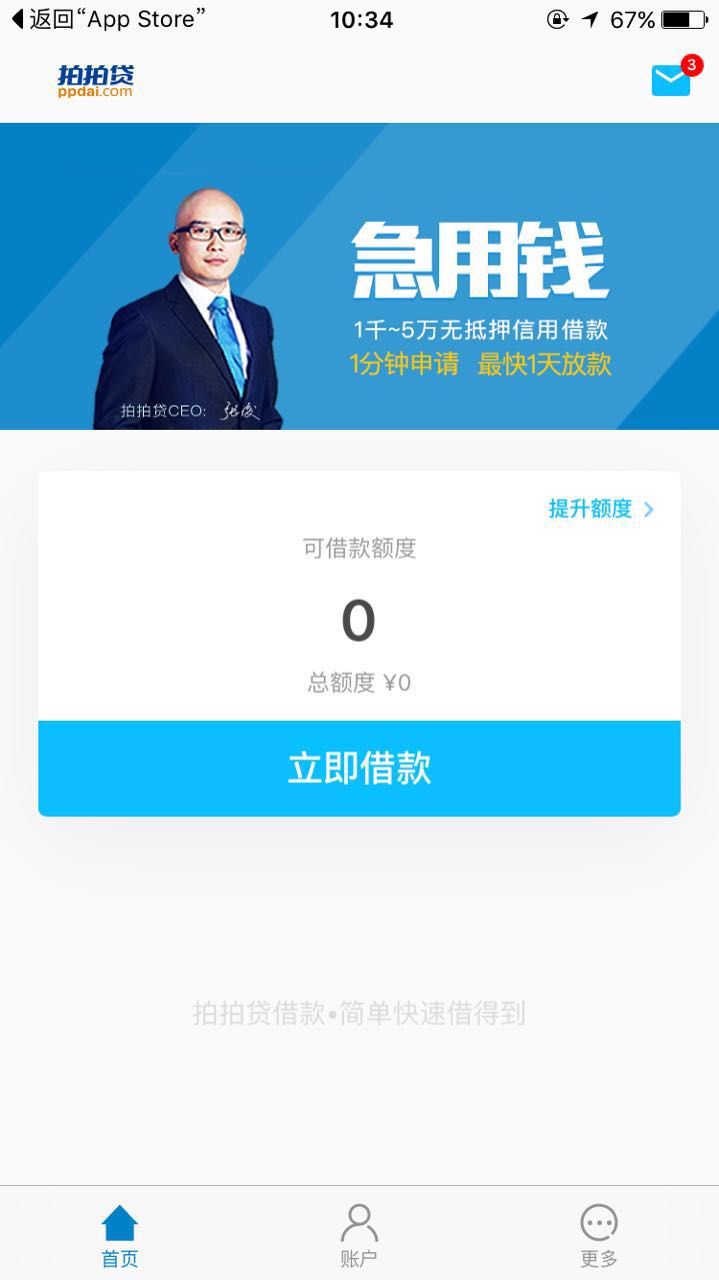 返回“App Store”
10:34
67%
拍拍贷
ppdai.com
3
急用钱
1千~5万无抵押信用借款
1分钟申请 最快1天放款
拍拍贷CEO: 张俊
提升额度
可借款额度
0
总额度 ¥0
立即借款
拍拍贷借款•简单快速借得到
首页
账户
更多